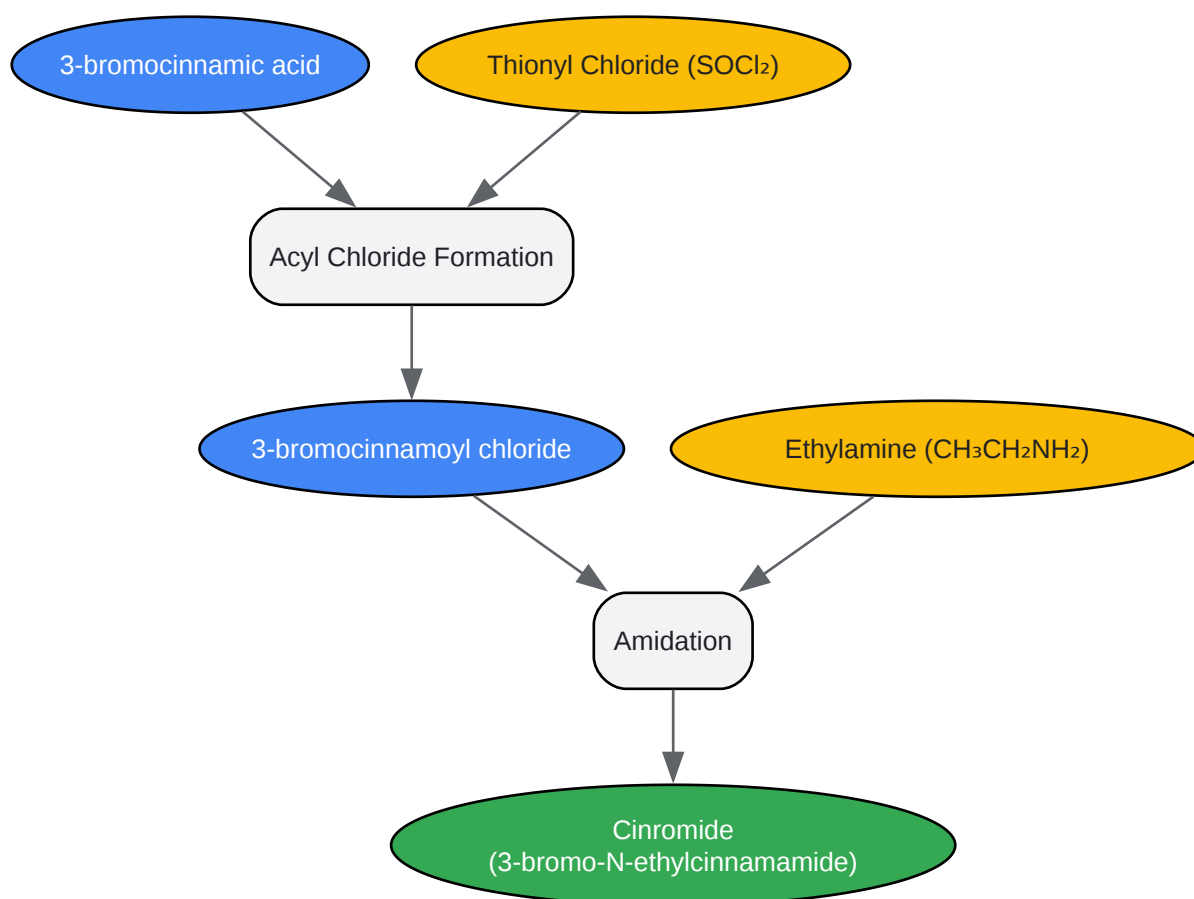 3-bromocinnamic acid
Thionyl Chloride (SOCl₂)
Acyl Chloride Formation
3-bromocinnamoyl chloride
Ethylamine (CH₃CH₂NH₂)
Amidation
Cinromide
(3-bromo-N-ethylcinnamamide)